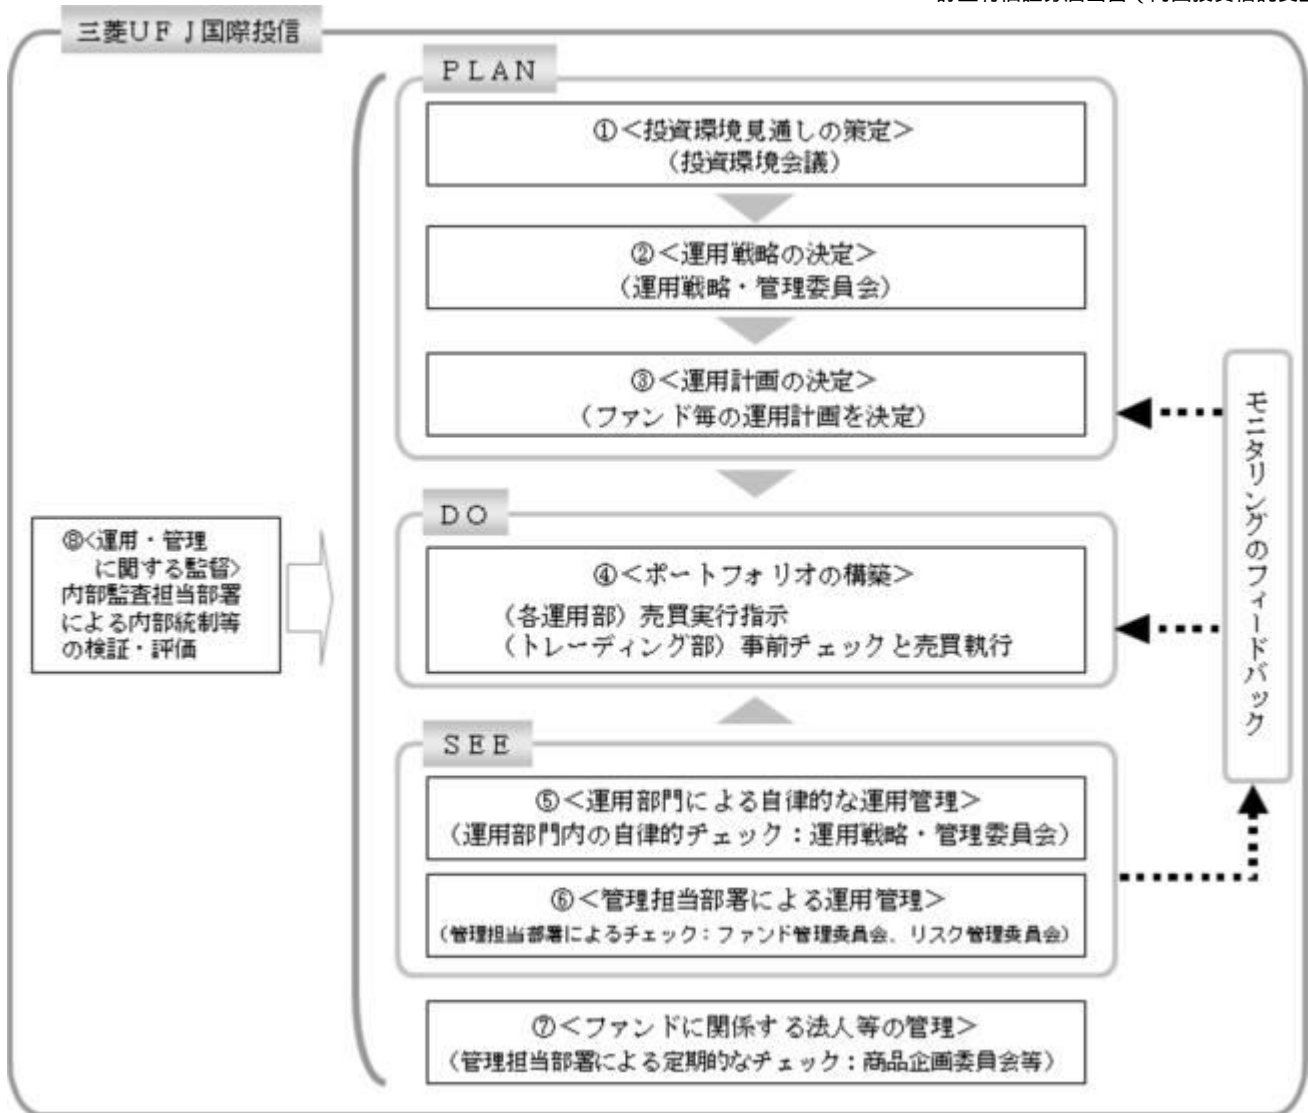 三菱ＵＦＪ国際投信
ＰＬＡＮ
①＜投資環境見通しの策定＞
（投資環境会議）
②＜運用戦略の決定＞
（運用戦略・管理委員会）
③＜運用計画の決定＞
（ファンド毎の運用計画を決定）
ＤＯ
④＜ポートフォリオの構築＞
（各運用部）売買実行指示
（トレーディング部）事前チェックと売買執行
ＳＥＥ
⑤＜運用部門による自律的な運用管理＞
（運用部門内の自律的チェック：運用戦略・管理委員会）
⑥＜管理担当部署による運用管理＞
（管理担当部署によるチェック：ファンド管理委員会、リスク管理委員会）
⑦＜ファンドに関係する法人等の管理＞
（管理担当部署による定期的なチェック：商品企画委員会等）
⑧<運用・管理
に関する監督>
内部監査担当部署
による内部統制等
の検証・評価
モニタリングのフィードバック